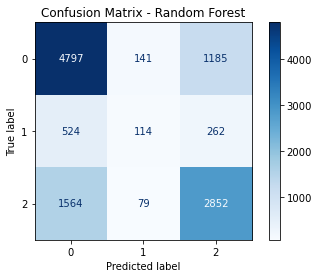 Confusion Matrix - Random Forest
0 4797 141 1185
1 524 114 262
2 1564 79 2852
0 1 2
True label
Predicted label
4000
3000
2000
1000